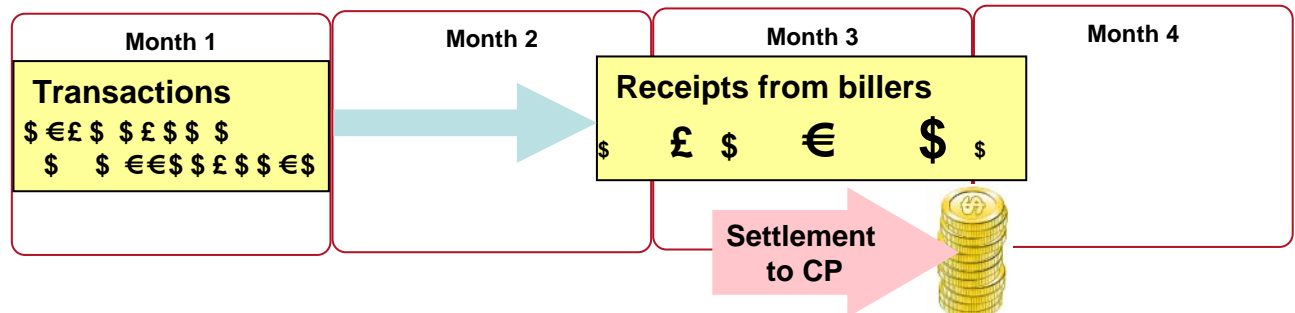 Month 1
Month 2
Month 3
Month 4
Transactions
$ €£ $ $ £ $ $ $
$ $ €€$ $ £ $ $ €$
Receipts from billers
$ £ $ € $ $
Settlement
to CP
$